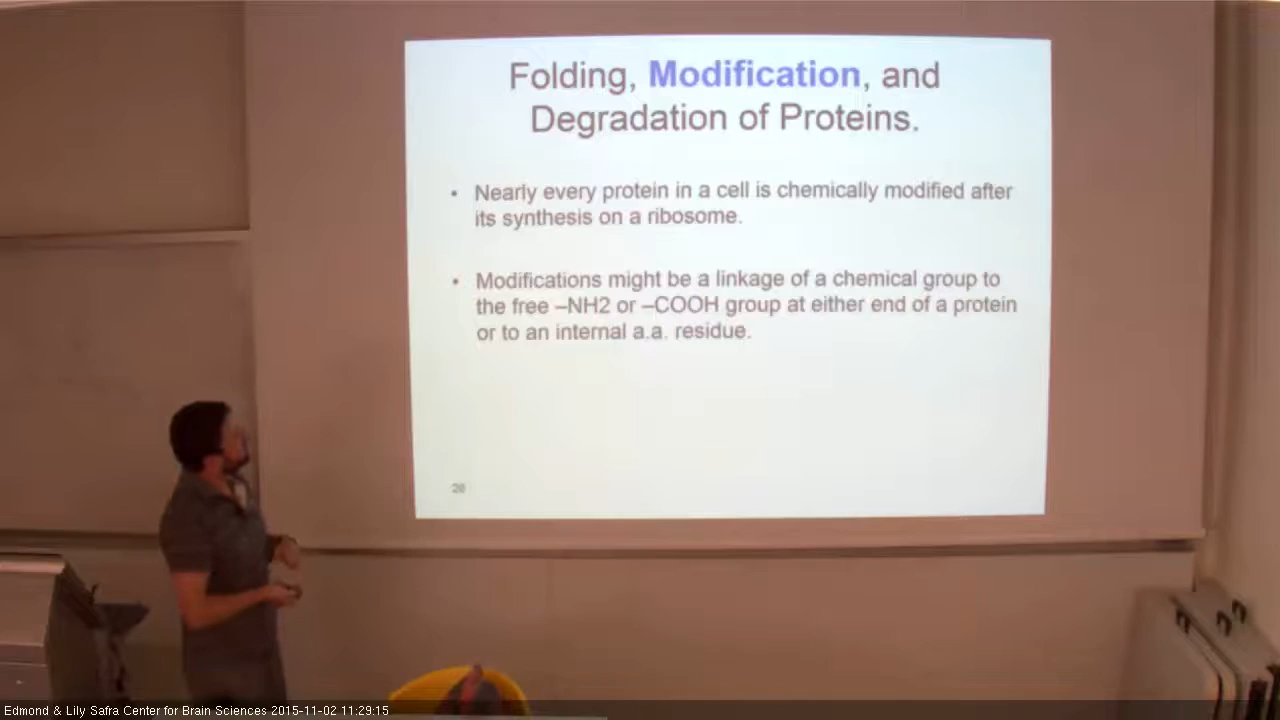 Folding, Modification, and
Degradation of Proteins.
• Nearly every protein in a cell is chemically modified after
its synthesis on a ribosome.
• Modifications might be a linkage of a chemical group to
the free –NH2 or –COOH group at either end of a protein
or to an internal a.a. residue.
26
Edmond & Lily Safra Center for Brain Sciences 2015-11-02 11:29:15